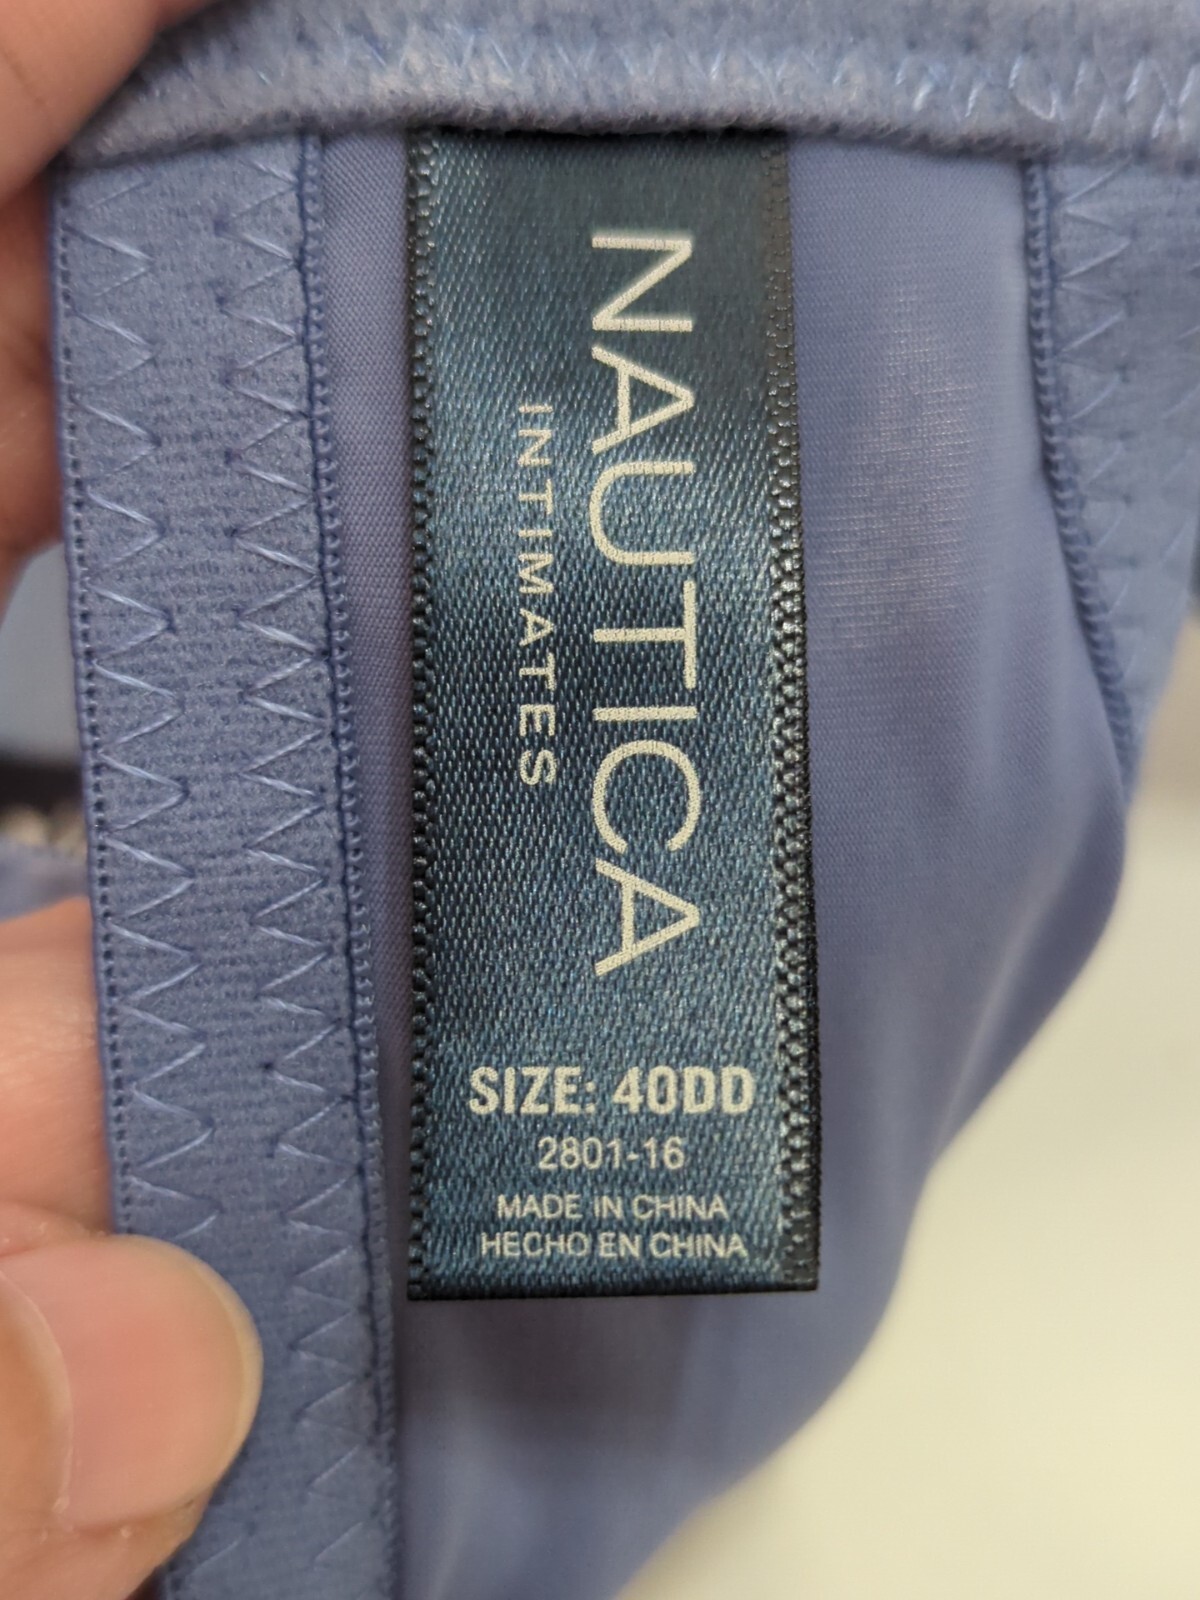 NAUTICA
INTIMATES
SIZE: 40DD
2801-16
MADE IN CHINA
HECHO EN CHINA